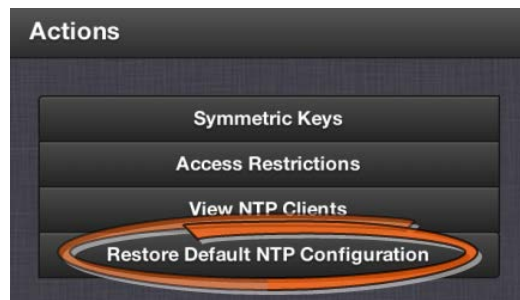 Actions
Symmetric Keys
Access Restrictions
View NTP Clients
Restore Default NTP Configuration